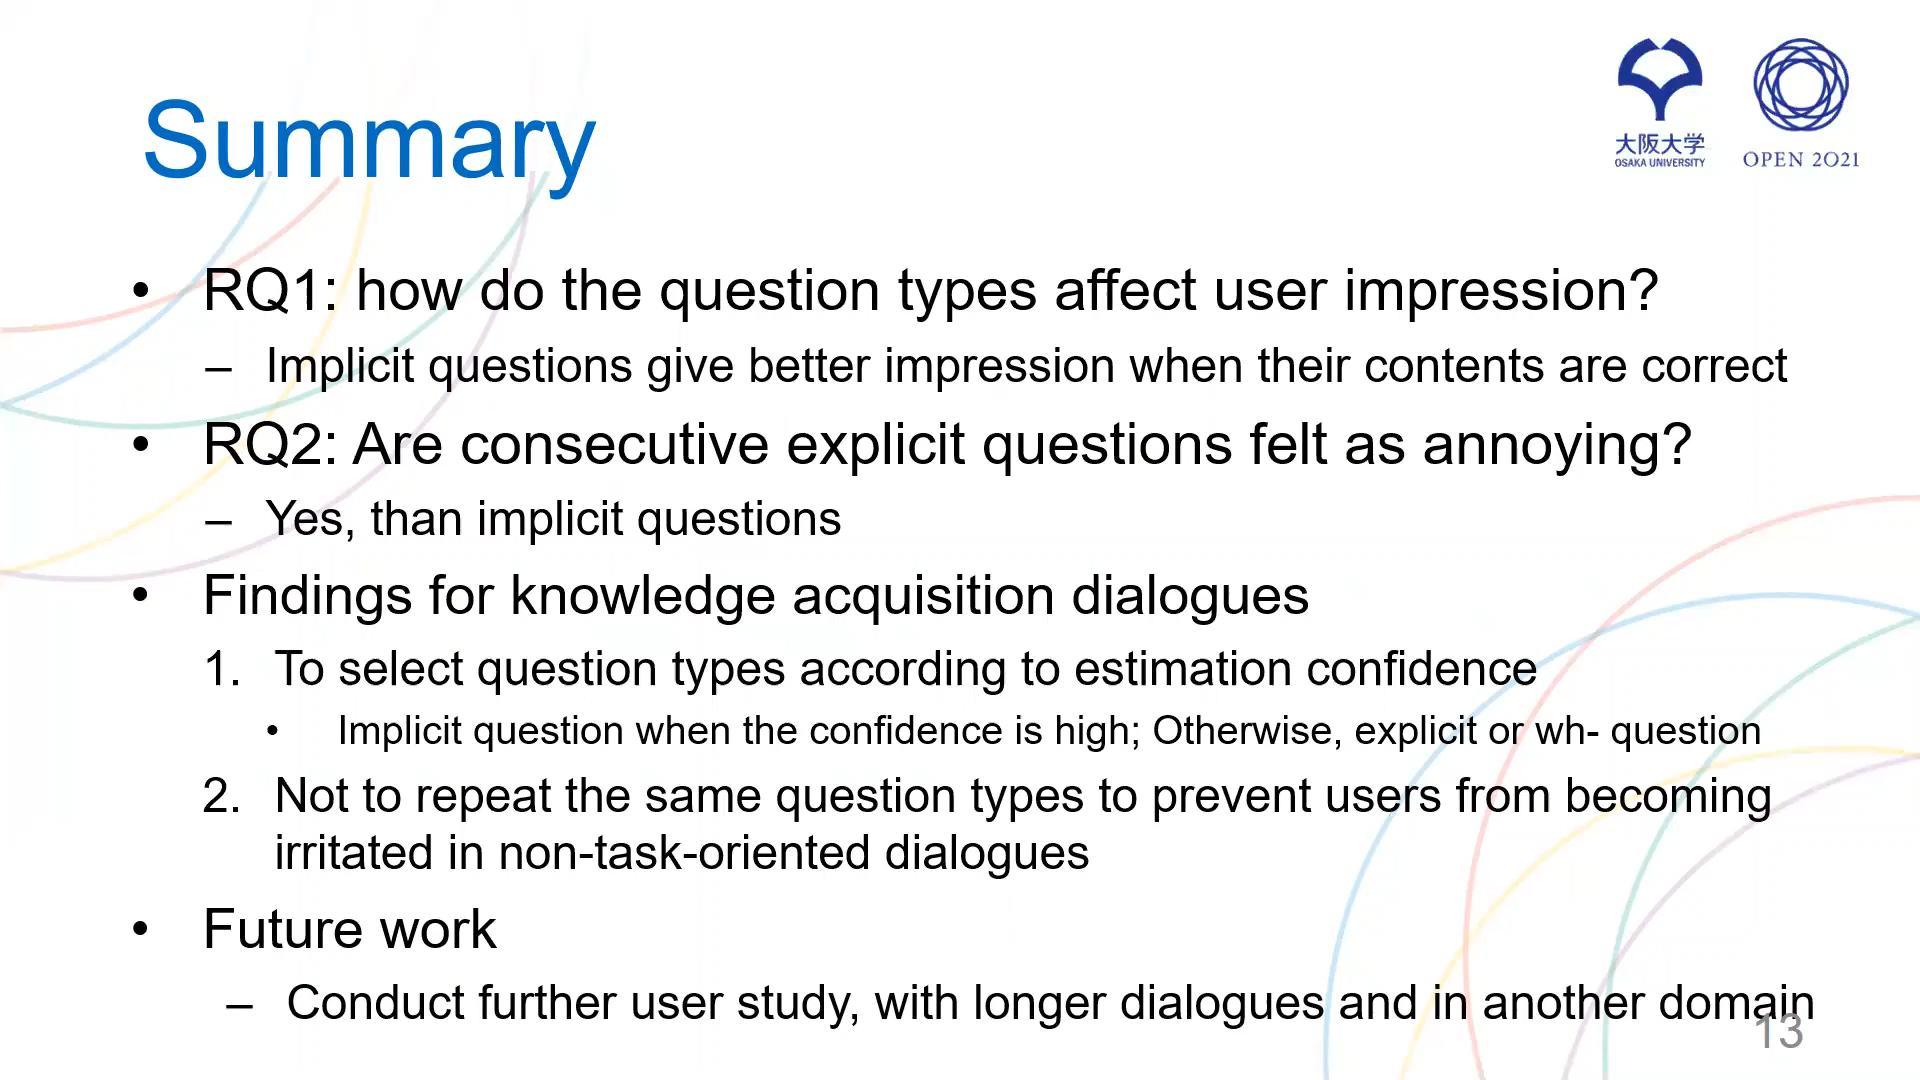 大阪大学
OSAKA UNIVERSITY
OPEN 2021
Summary
• RQ1: how do the question types affect user impression?
– Implicit questions give better impression when their contents are correct
• RQ2: Are consecutive explicit questions felt as annoying?
– Yes, than implicit questions
• Findings for knowledge acquisition dialogues
1. To select question types according to estimation confidence
• Implicit question when the confidence is high; Otherwise, explicit or wh- question
2. Not to repeat the same question types to prevent users from becoming
irritated in non-task-oriented dialogues
• Future work
– Conduct further user study, with longer dialogues and in another domain
13